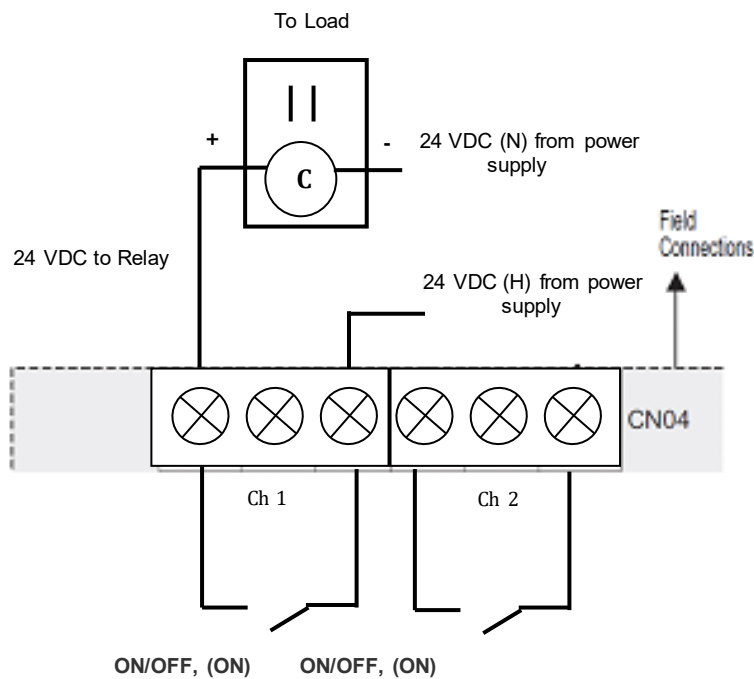 To Load
+
-
24 VDC (N) from power
supply
C
24 VDC to Relay
Field
Connections
24 VDC (H) from power
supply
CN04
Ch 1
Ch 2
ON/OFF, (ON)
ON/OFF, (ON)